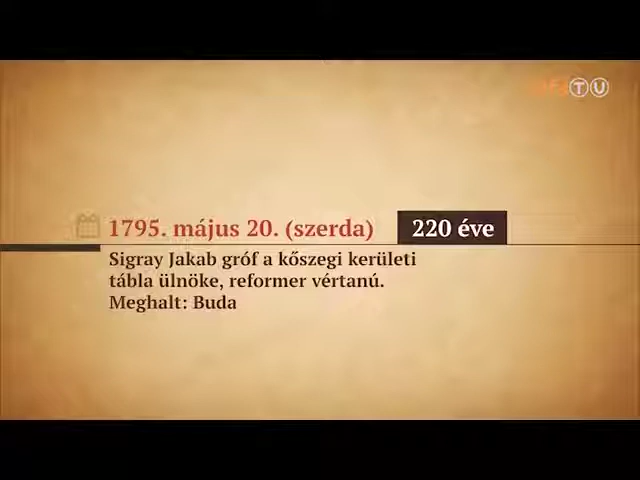 1795. május 20. (szerda) 220 éve
Sigray Jakab gróf a kőszegi kerületi
tábla ülnöke, reformer vértanú.
Meghalt: Buda